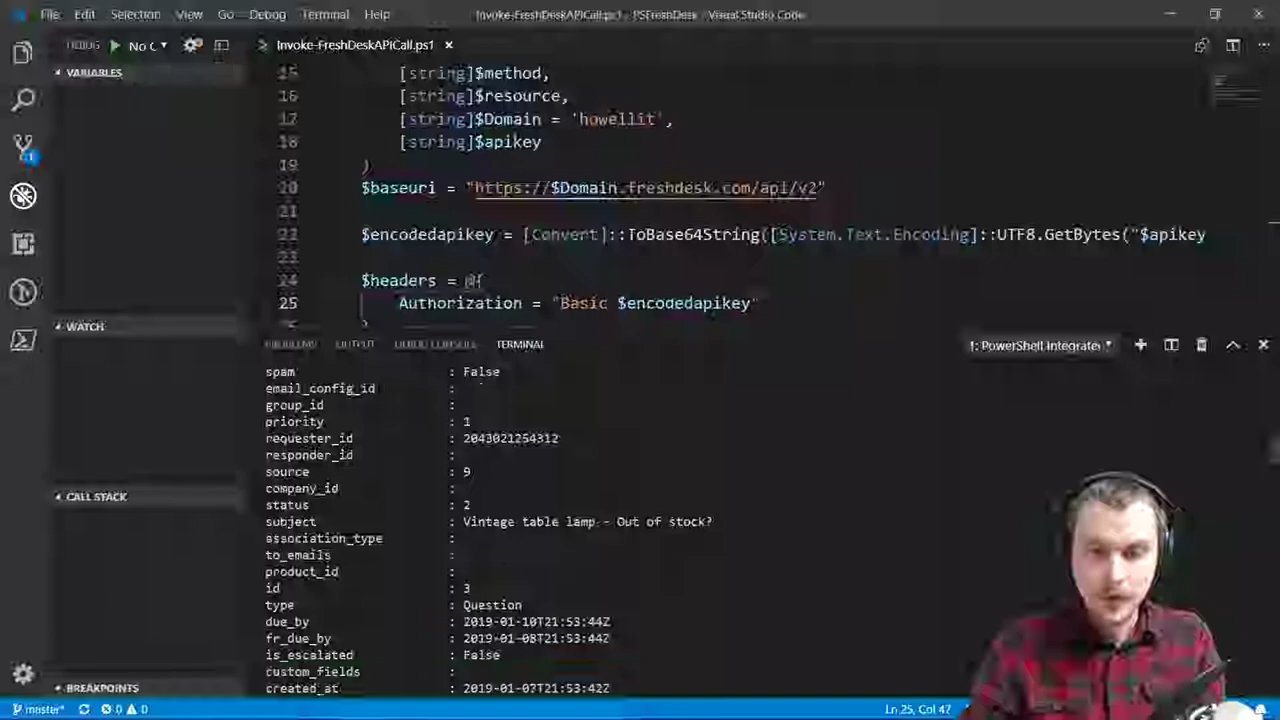 File Edit Selection View Go Debug Terminal Help
Invoke-FreshDeskAPICall.ps1 - PSFreshDesk - Visual Studio Code
DEBUG No C
Invoke-FreshDeskAPICall.ps1
VARIABLES
15 [string]$method,
16 [string]$resource,
17 [string]$Domain = 'howellit',
18 [string]$apikey
19 )
20 $baseuri = "https://$Domain.freshdesk.com/api/v2"
21
22 $encodedapikey = [Convert]::ToBase64String([System.Text.Encoding]::UTF8.GetBytes("$apikey
23
24 $headers = @{
25 Authorization = "Basic $encodedapikey"
WATCH
PROBLEMS OUTPUT DEBUG CONSOLE TERMINAL
1: PowerShell Integrate
spam : False
email_config_id :
group_id :
priority : 1
requester_id : 2043021254312
responder_id :
source : 9
company_id :
CALL STACK
status : 2
subject : Vintage table lamp - Out of stock?
association_type :
to_emails :
product_id :
id : 3
type : Question
due_by : 2019-01-10T21:53:44Z
fr_due_by : 2019-01-08T21:53:44Z
is_escalated : False
custom_fields :
created_at : 2019-01-07T21:53:42Z
BREAKPOINTS
master* 0 0
Ln 25, Col 47